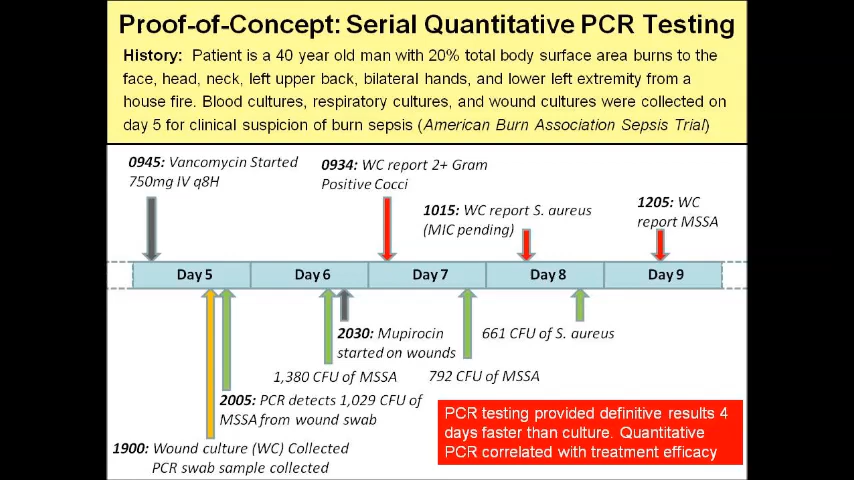 Proof-of-Concept: Serial Quantitative PCR Testing
History: Patient is a 40 year old man with 20% total body surface area burns to the
face, head, neck, left upper back, bilateral hands, and lower left extremity from a
house fire. Blood cultures, respiratory cultures, and wound cultures were collected on
day 5 for clinical suspicion of burn sepsis (American Burn Association Sepsis Trial)
0945: Vancomycin Started
750mg IV q8H
0934: WC report 2+ Gram
Positive Cocci
1015: WC report S. aureus
(MIC pending)
1205: WC
report MSSA
Day 5
Day 6
Day 7
Day 8
Day 9
2030: Mupirocin
started on wounds
661 CFU of S. aureus
1,380 CFU of MSSA
792 CFU of MSSA
2005: PCR detects 1,029 CFU of
MSSA from wound swab
1900: Wound culture (WC) Collected
PCR swab sample collected
PCR testing provided definitive results 4
days faster than culture. Quantitative
PCR correlated with treatment efficacy